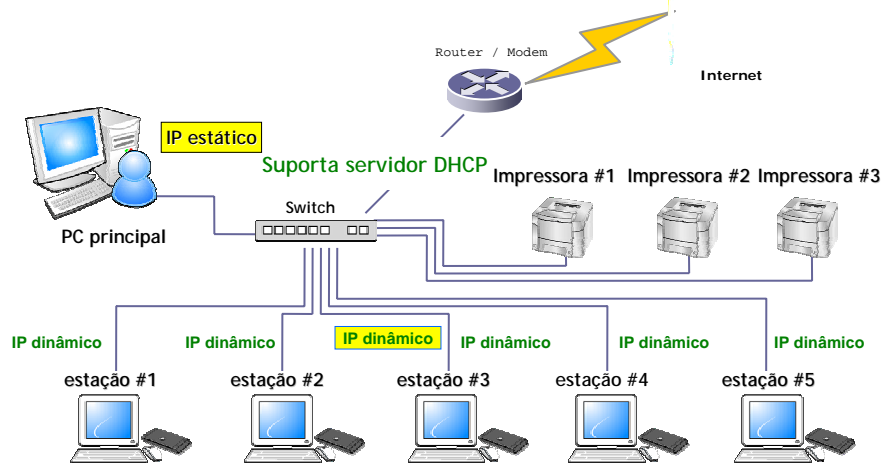 Router / Modem
Internet
IP estático
Suporta servidor DHCP
Impressora #1 Impressora #2 Impressora #3
Switch
PC principal
IP dinâmico IP dinâmico IP dinâmico IP dinâmico IP dinâmico IP dinâmico
estação #1 estação #2 estação #3 estação #4 estação #5